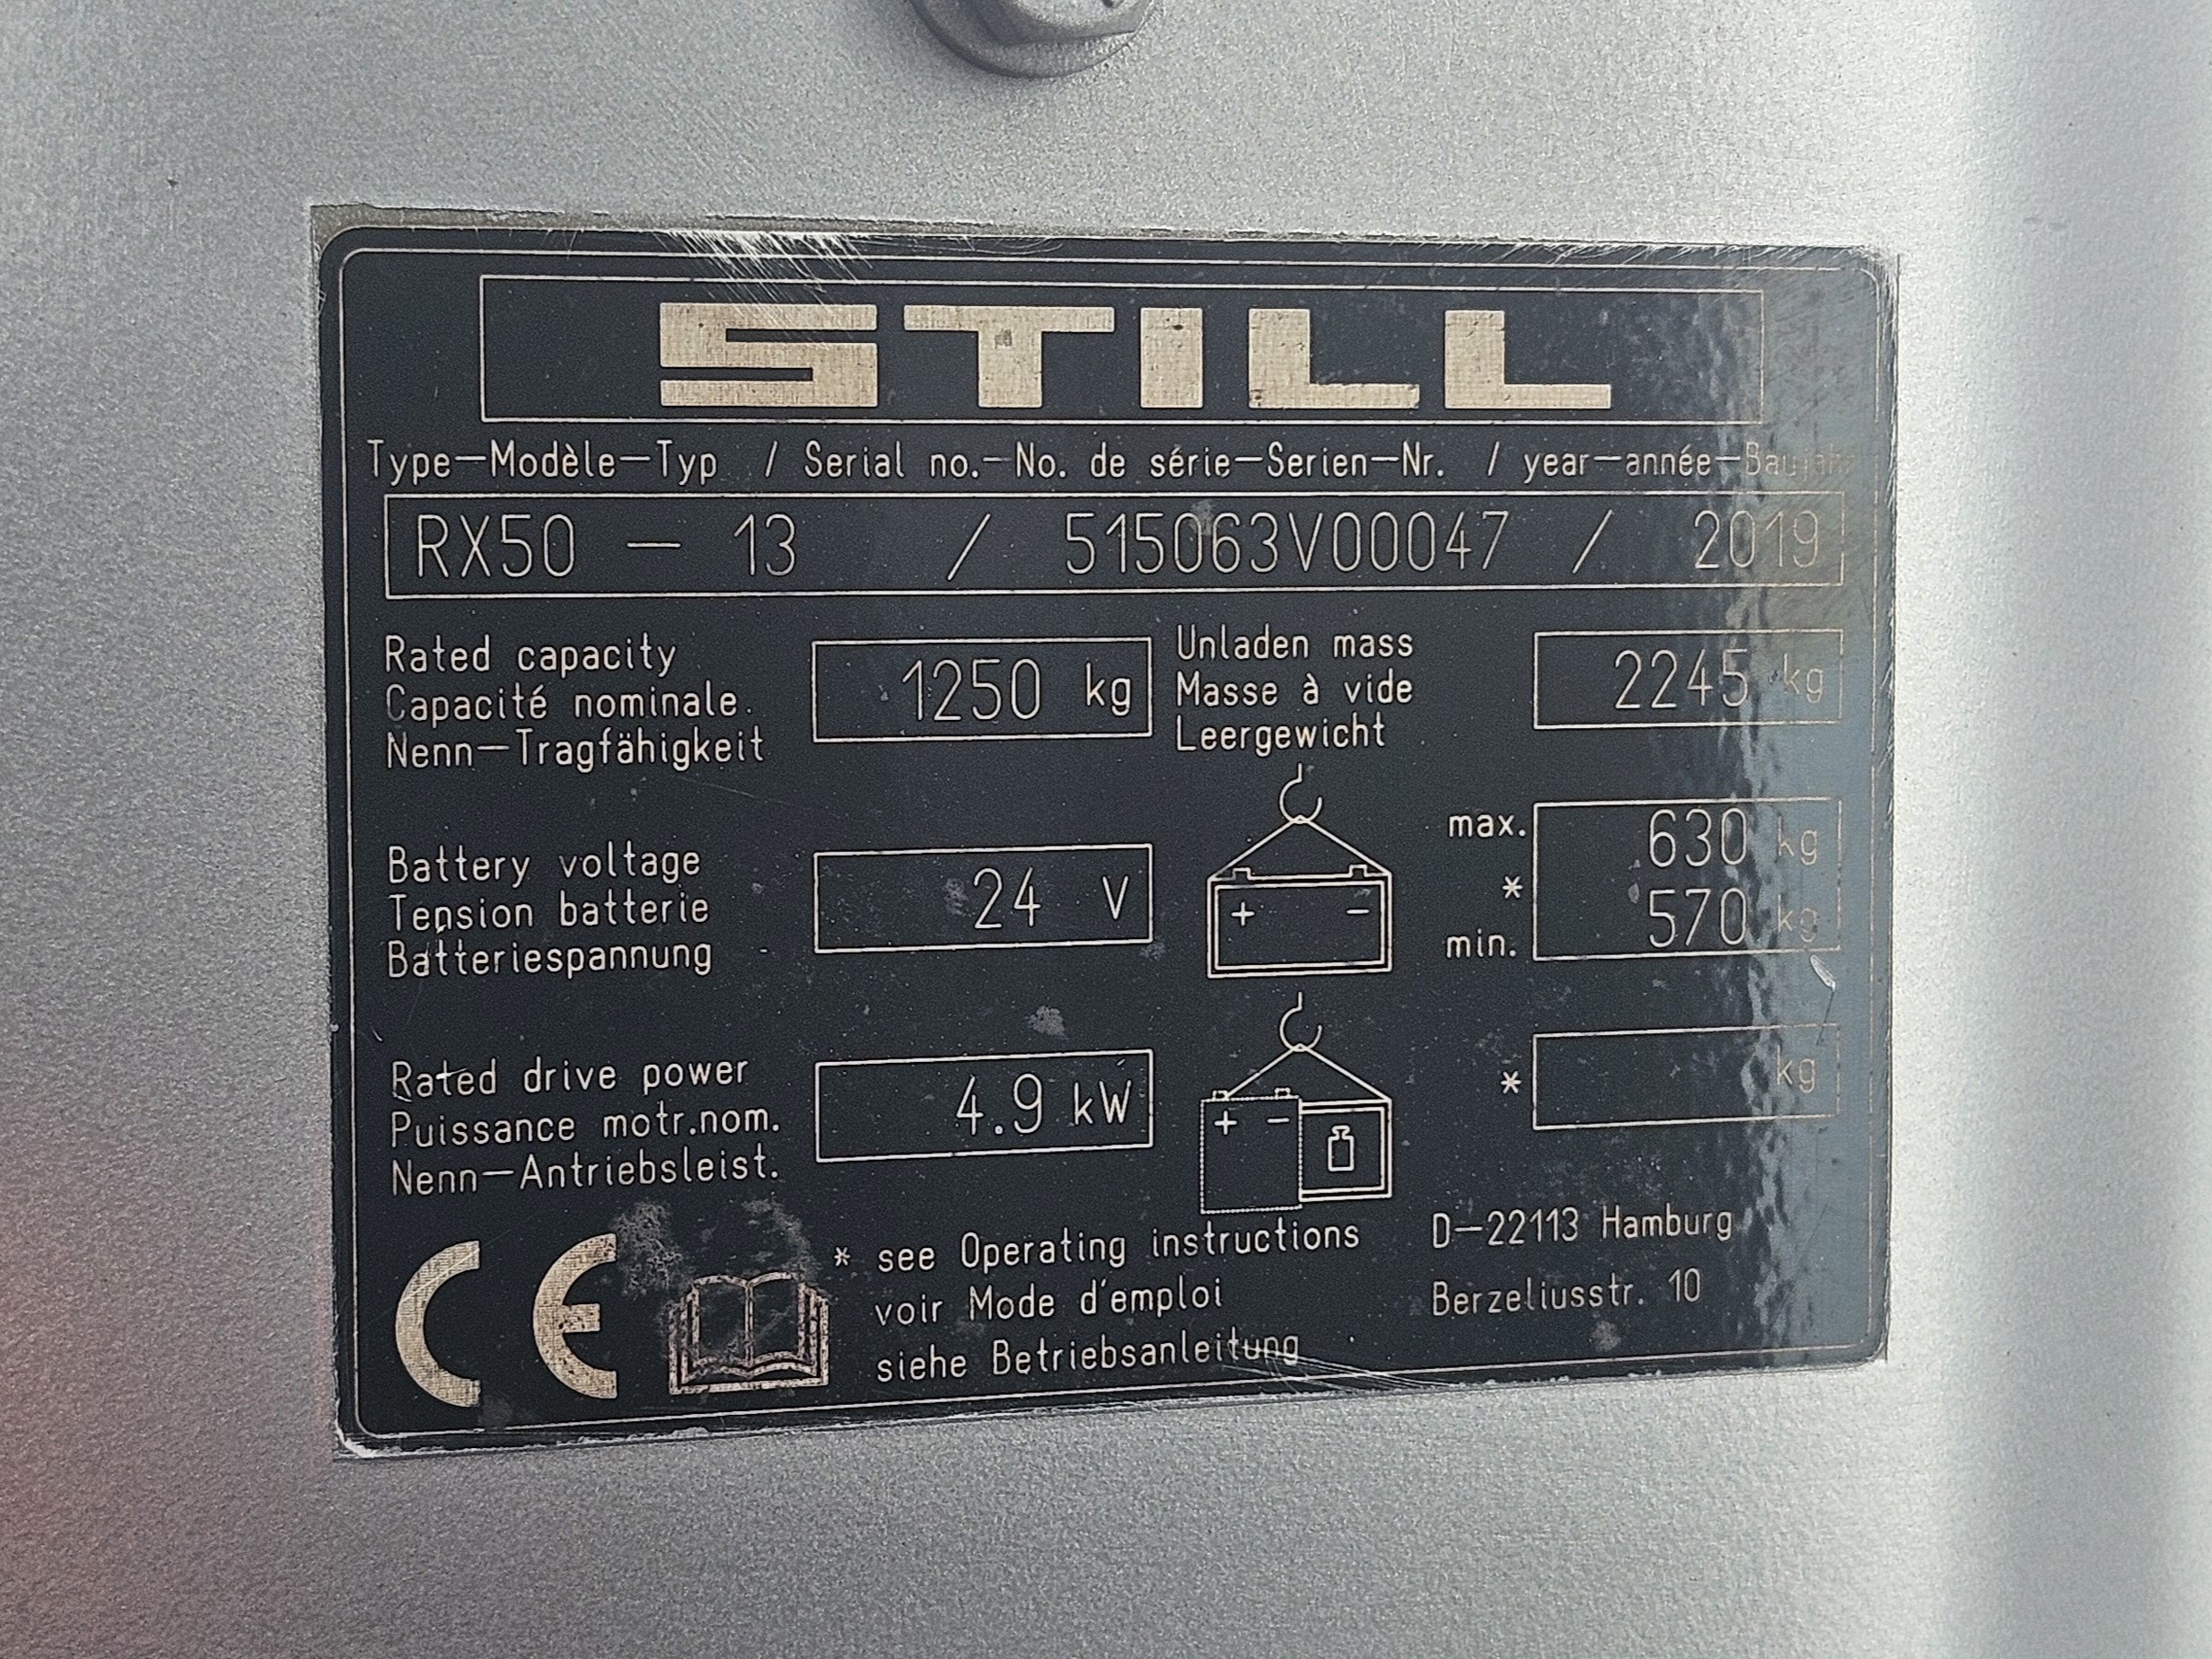 STILL
Type–Modèle–Typ / Serial no.–No. de série–Serien–Nr. / year–année–Baujahr
RX50 – 13 / 515063V00047 / 2019
Rated capacity
Capacité nominale
Nenn–Tragfähigkeit
1250 kg
Unladen mass
Masse à vide
Leergewicht
2245 kg
Battery voltage
Tension batterie
Batteriespannung
24 V
+ –
max.
*
min.
630 kg
570 kg
Rated drive power
Puissance motr.nom.
Nenn–Antriebsleist.
4.9 kW
+ –
* kg
CE
* see Operating instructions
voir Mode d'emploi
siehe Betriebsanleitung
D–22113 Hamburg
Berzeliusstr. 10